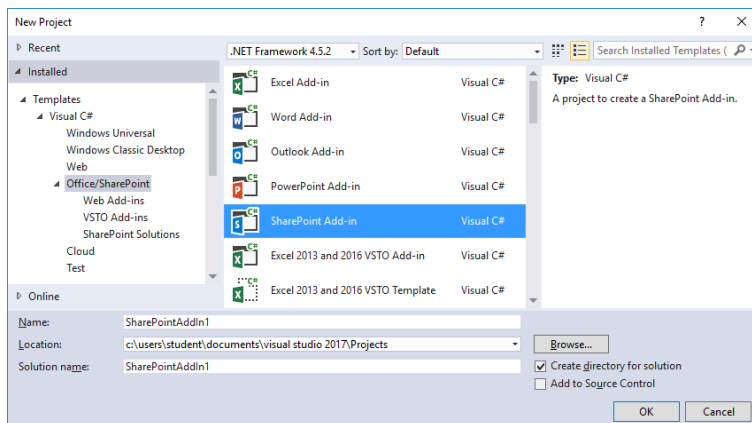 New Project
? X
Recent
.NET Framework 4.5.2 Sort by: Default
Search Installed Templates (
Installed
Templates
Visual C#
Windows Universal
Windows Classic Desktop
Web
Office/SharePoint
Web Add-ins
VSTO Add-ins
SharePoint Solutions
Cloud
Test
Online
Excel Add-in Visual C#
Word Add-in Visual C#
Outlook Add-in Visual C#
PowerPoint Add-in Visual C#
SharePoint Add-in Visual C#
Excel 2013 and 2016 VSTO Add-in Visual C#
Excel 2013 and 2016 VSTO Template Visual C#
Type: Visual C#
A project to create a SharePoint Add-in.
Name: SharePointAddIn1
Location: c:\users\student\documents\visual studio 2017\Projects
Browse...
Solution name: SharePointAddIn1
Create directory for solution
Add to Source Control
OK Cancel